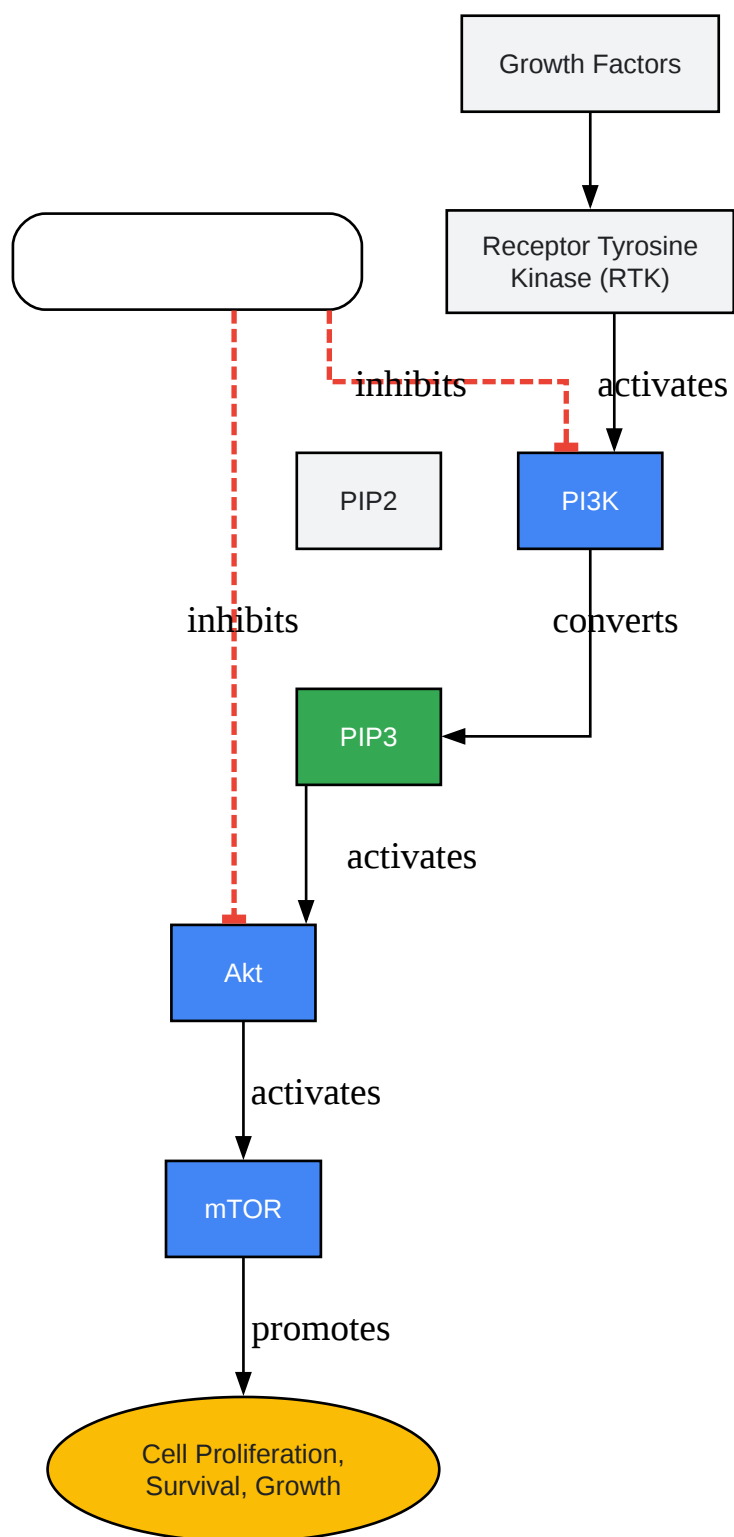 Growth Factors
Receptor Tyrosine
Kinase (RTK)
inhibits
activates
PIP2
PI3K
inhibits
converts
PIP3
activates
Akt
activates
mTOR
promotes
Cell Proliferation,
Survival, Growth